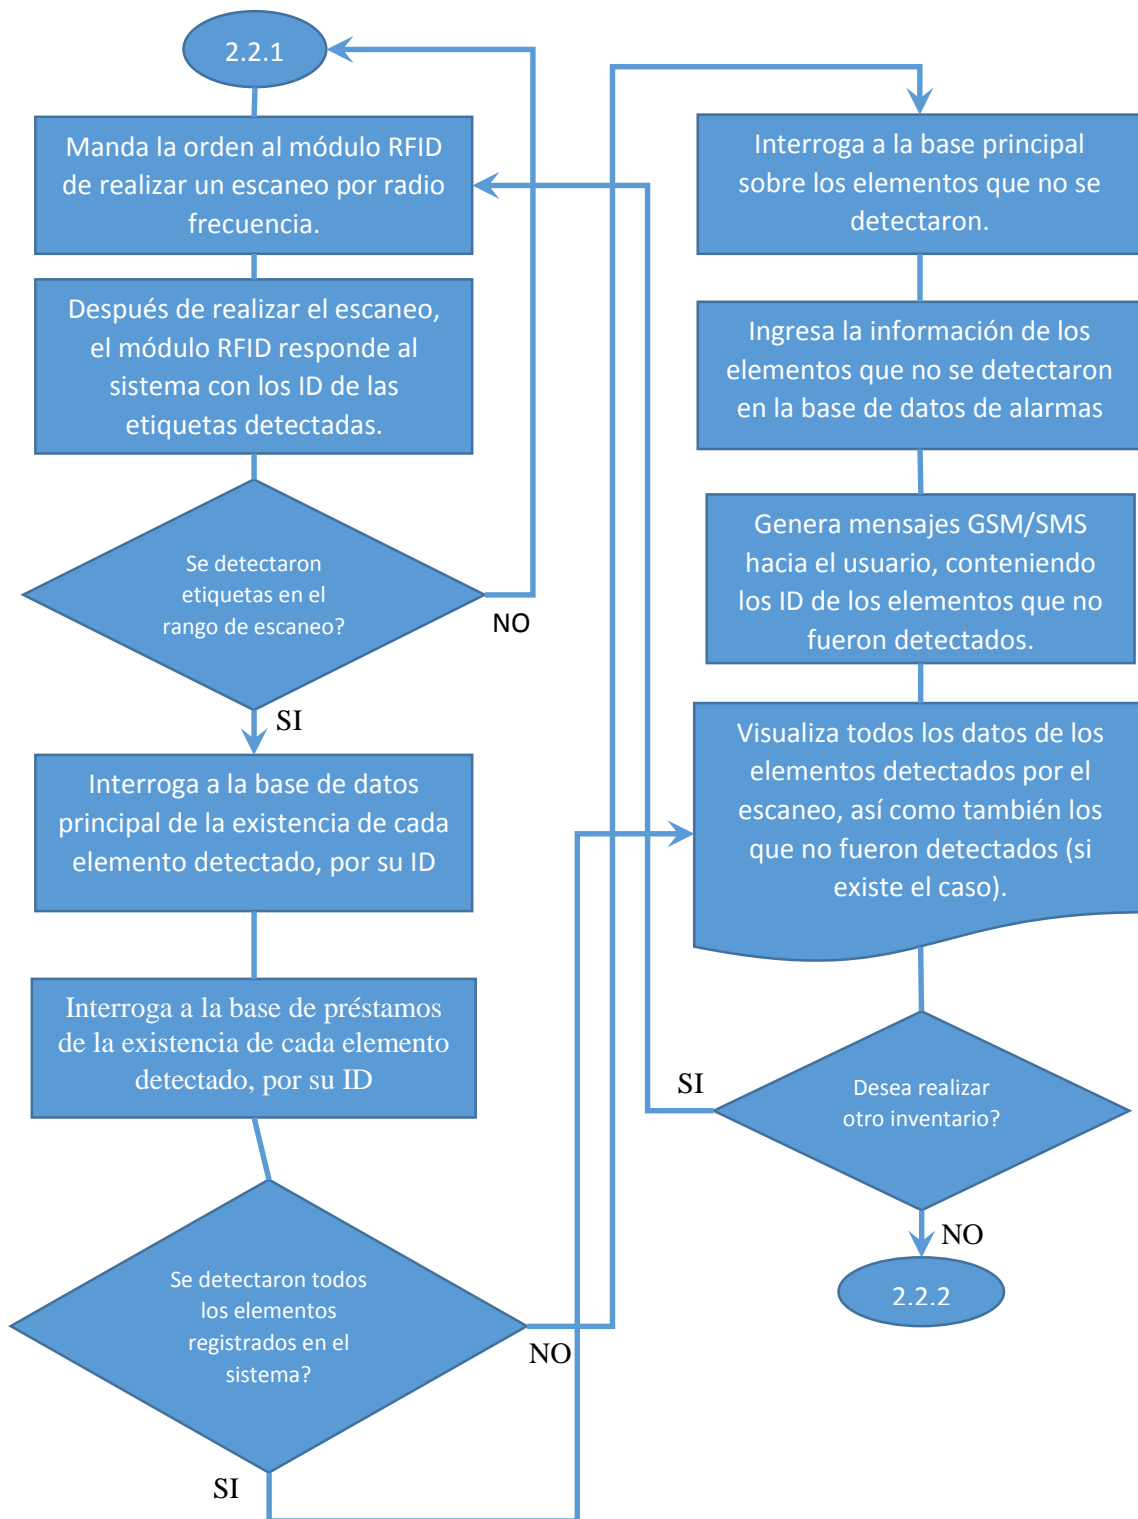 2.2.1
Manda la orden al módulo RFID
de realizar un escaneo por radio
frecuencia.
Después de realizar el escaneo,
el módulo RFID responde al
sistema con los ID de las
etiquetas detectadas.
Se detectaron
etiquetas en el
rango de escaneo?
NO
SI
Interroga a la base de datos
principal de la existencia de cada
elemento detectado, por su ID
Interroga a la base de préstamos
de la existencia de cada elemento
detectado, por su ID
Se detectaron todos
los elementos
registrados en el
sistema?
NO
SI
Interroga a la base principal
sobre los elementos que no se
detectaron.
Ingresa la información de los
elementos que no se detectaron
en la base de datos de alarmas
Genera mensajes GSM/SMS
hacia el usuario, conteniendo
los ID de los elementos que no
fueron detectados.
Visualiza todos los datos de los
elementos detectados por el
escaneo, así como también los
que no fueron detectados (si
existe el caso).
SI
Desea realizar
otro inventario?
NO
2.2.2